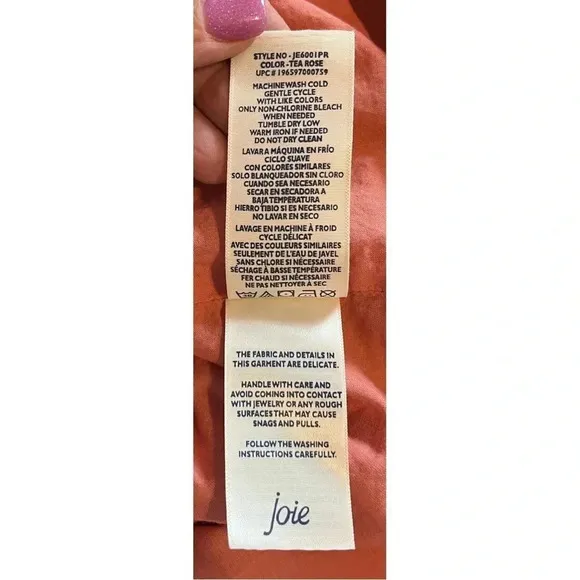 STYLE NO - JE6001PR
COLOR - TEA ROSE
UPC # 196597000759
MACHINE WASH COLD
GENTLE CYCLE
WITH LIKE COLORS
ONLY NON-CHLORINE BLEACH
WHEN NEEDED
TUMBLE DRY LOW
WARM IRON IF NEEDED
DO NOT DRY CLEAN
LAVAR A MÁQUINA EN FRÍO
CICLO SUAVE
CON COLORES SIMILARES
SOLO BLANQUEADOR SIN CLORO
CUANDO SEA NECESARIO
SECAR EN SECADORA A
BAJA TEMPERATURA
HIERRO TIBIO SI ES NECESARIO
NO LAVAR EN SECO
LAVAGE EN MACHINE À FROID
CYCLE DÉLICAT
AVEC DES COULEURS SIMILAIRES
SEULEMENT DE L'EAU DE JAVEL
SANS CHLORE SI NÉCESSAIRE
SÉCHAGE À BASSE TEMPÉRATURE
FER CHAUD SI NÉCESSAIRE
NE PAS NETTOYER À SEC
THE FABRIC AND DETAILS IN
THIS GARMENT ARE DELICATE.
HANDLE WITH CARE AND
AVOID COMING INTO CONTACT
WITH JEWELRY OR ANY ROUGH
SURFACES THAT MAY CAUSE
SNAGS AND PULLS.
FOLLOW THE WASHING
INSTRUCTIONS CAREFULLY.
joie